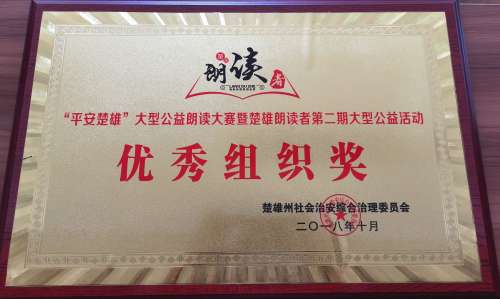 朗读者
“平安楚雄”大型公益朗读大赛暨楚雄朗读者第二期大型公益活动
优秀组织奖
楚雄州社会治安综合治理委员会
二〇一八年十月